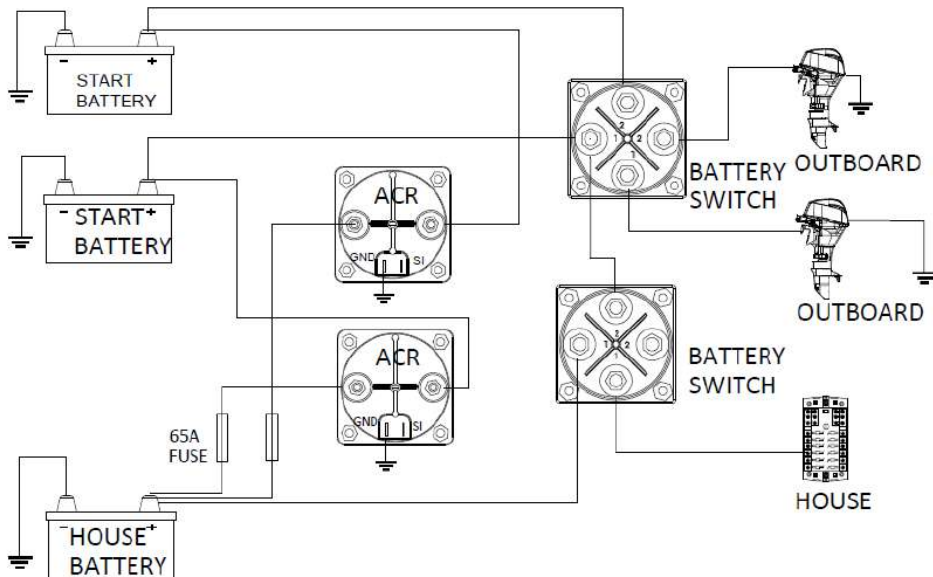 - +
START
BATTERY
- START +
BATTERY
ACR
GND SI
ACR
GND SI
65A
FUSE
- HOUSE +
BATTERY
2
1 2
1
BATTERY
SWITCH
2
1 2
1
BATTERY
SWITCH
OUTBOARD
OUTBOARD
HOUSE